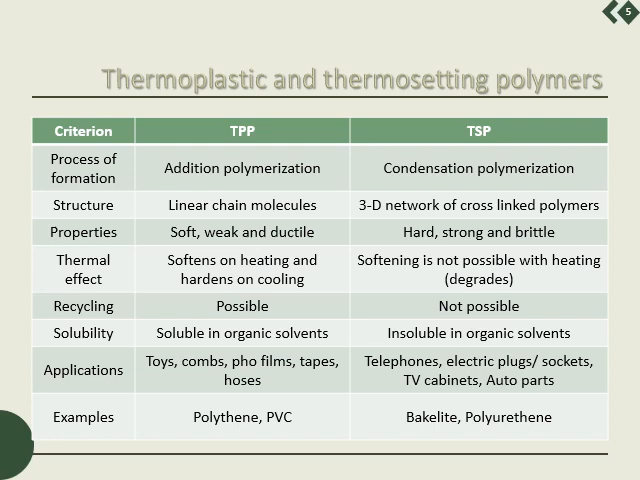 5
Thermoplastic and thermosetting polymers
Criterion TPP TSP
Process of formation Addition polymerization Condensation polymerization
Structure Linear chain molecules 3-D network of cross linked polymers
Properties Soft, weak and ductile Hard, strong and brittle
Thermal effect Softens on heating and hardens on cooling Softening is not possible with heating (degrades)
Recycling Possible Not possible
Solubility Soluble in organic solvents Insoluble in organic solvents
Applications Toys, combs, pho films, tapes, hoses Telephones, electric plugs/ sockets, TV cabinets, Auto parts
Examples Polythene, PVC Bakelite, Polyurethene